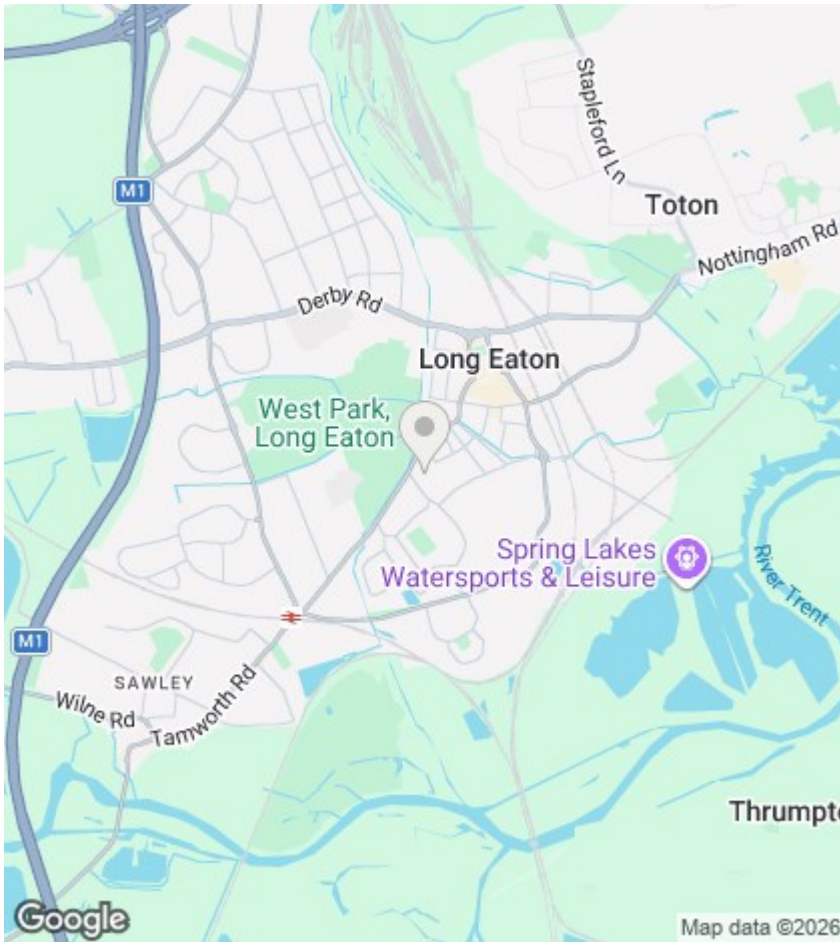 Stapleford Ln
M1
Toton
Nottingham Rd
Derby Rd
Long Eaton
West Park,
Long Eaton
Spring Lakes
Watersports & Leisure
River Trent
M1
SAWLEY
Wilne Rd
Tamworth Rd
Thrumpt
Google
Map data ©2026